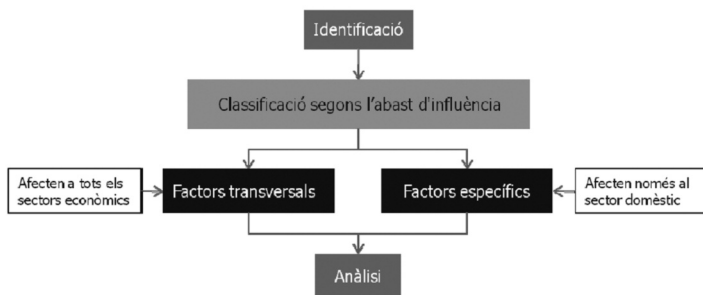 Identificació
Classificació segons l'abast d'influència
Afecten a tots els
sectors econòmics
Factors transversals
Factors específics
Afecten només al
sector domèstic
Anàlisi